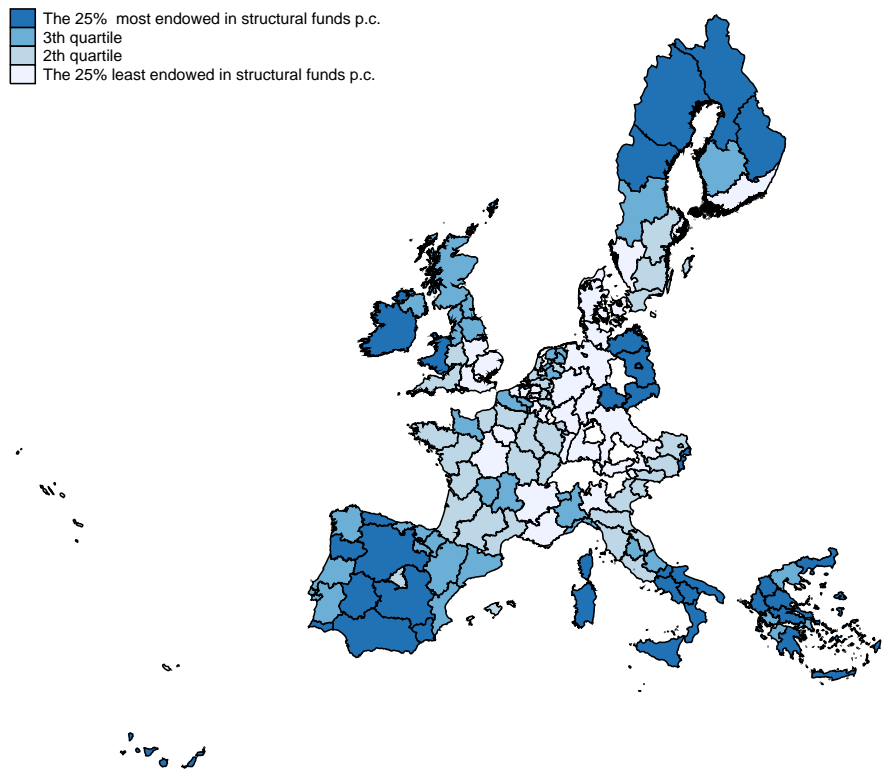 The 25%  most endowed in structural funds p.c.
3th quartile
2th quartile
The 25% least endowed in structural funds p.c.